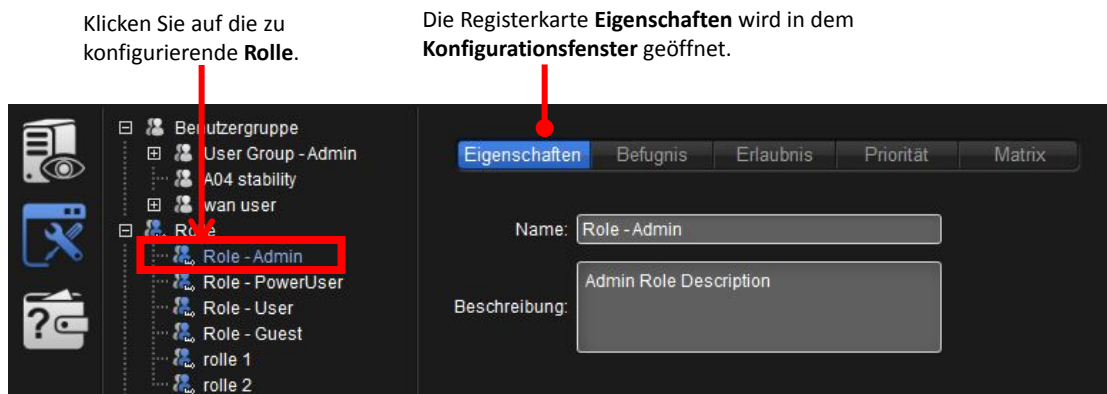 Klicken Sie auf die zu
konfigurierende Rolle.
Die Registerkarte Eigenschaften wird in dem
Konfigurationsfenster geöffnet.
Benutzergruppe
User Group - Admin
A04 stability
wan user
Role
Role - Admin
Role - PowerUser
Role - User
Role - Guest
rolle 1
rolle 2
Eigenschaften Befugnis Erlaubnis Priorität Matrix
Name: Role - Admin
Beschreibung: Admin Role Description
?